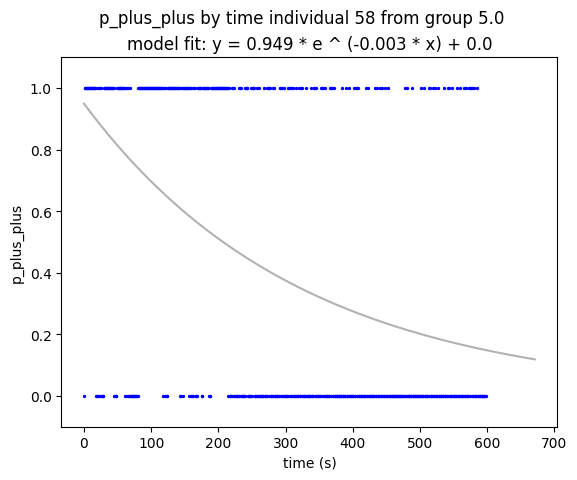 p_plus_plus by time individual 58 from group 5.0
model fit: y = 0.949 * e ^ (-0.003 * x) + 0.0
1.0
0.8
0.6
0.4
0.2
0.0
p_plus_plus
0 100 200 300 400 500 600 700
time (s)